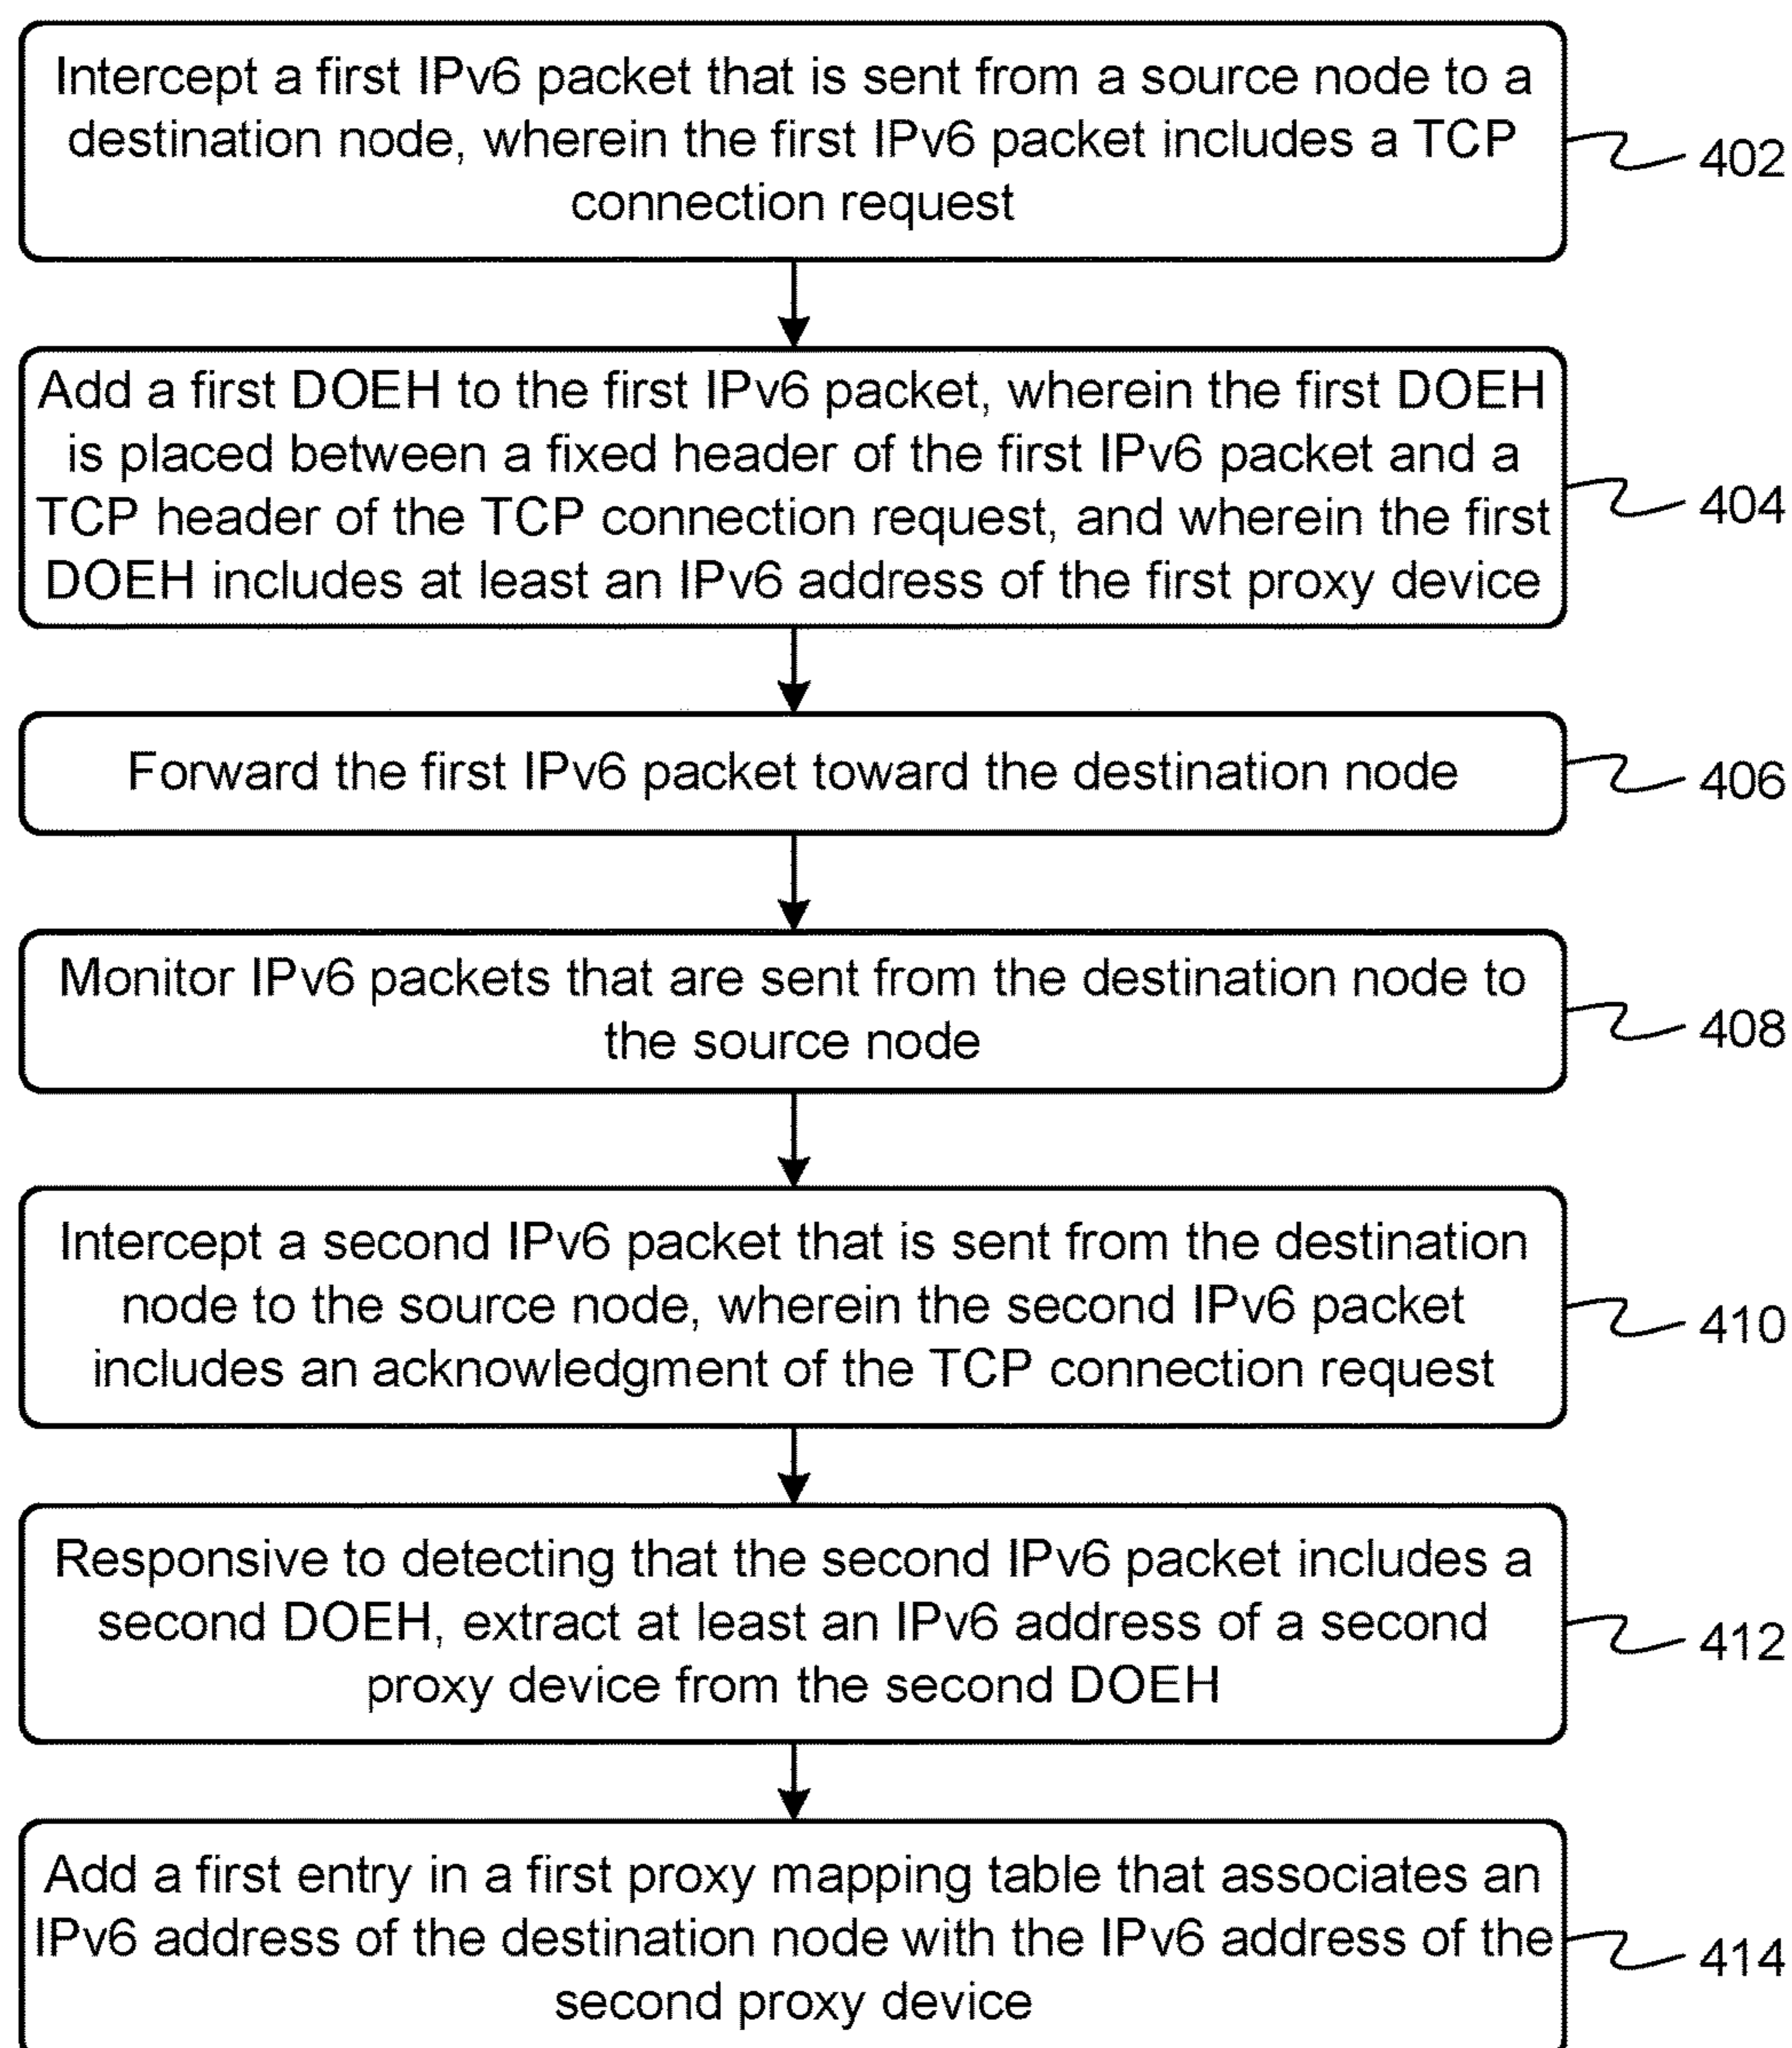 Intercept a first IPv6 packet that is sent from a source node to a
destination node, wherein the first IPv6 packet includes a TCP
connection request
402
Add a first DOEH to the first IPv6 packet, wherein the first DOEH
is placed between a fixed header of the first IPv6 packet and a
TCP header of the TCP connection request, and wherein the first
DOEH includes at least an IPv6 address of the first proxy device
404
Forward the first IPv6 packet toward the destination node
406
Monitor IPv6 packets that are sent from the destination node to
the source node
408
Intercept a second IPv6 packet that is sent from the destination
node to the source node, wherein the second IPv6 packet
includes an acknowledgment of the TCP connection request
410
Responsive to detecting that the second IPv6 packet includes a
second DOEH, extract at least an IPv6 address of a second
proxy device from the second DOEH
412
Add a first entry in a first proxy mapping table that associates an
IPv6 address of the destination node with the IPv6 address of the
second proxy device
414